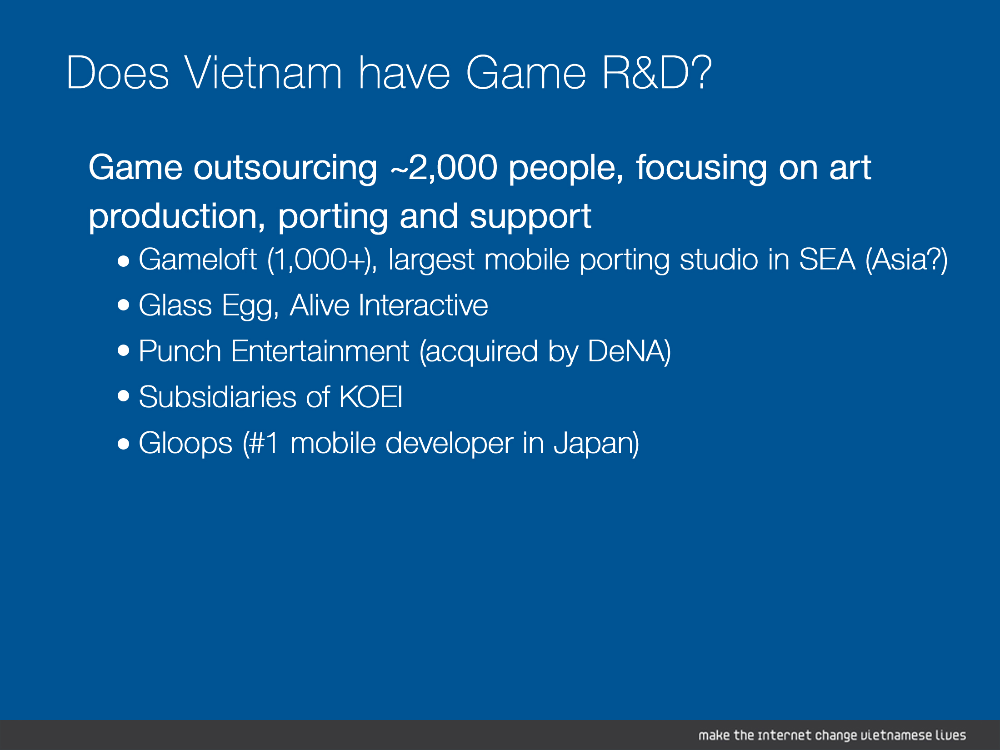 Does Vietnam have Game R&D?
Game outsourcing ~2,000 people, focusing on art
production, porting and support
• Gameloft (1,000+), largest mobile porting studio in SEA (Asia?)
• Glass Egg, Alive Interactive
• Punch Entertainment (acquired by DeNA)
• Subsidiaries of KOEI
• Gloops (#1 mobile developer in Japan)
make the Internet change vietnamese lives